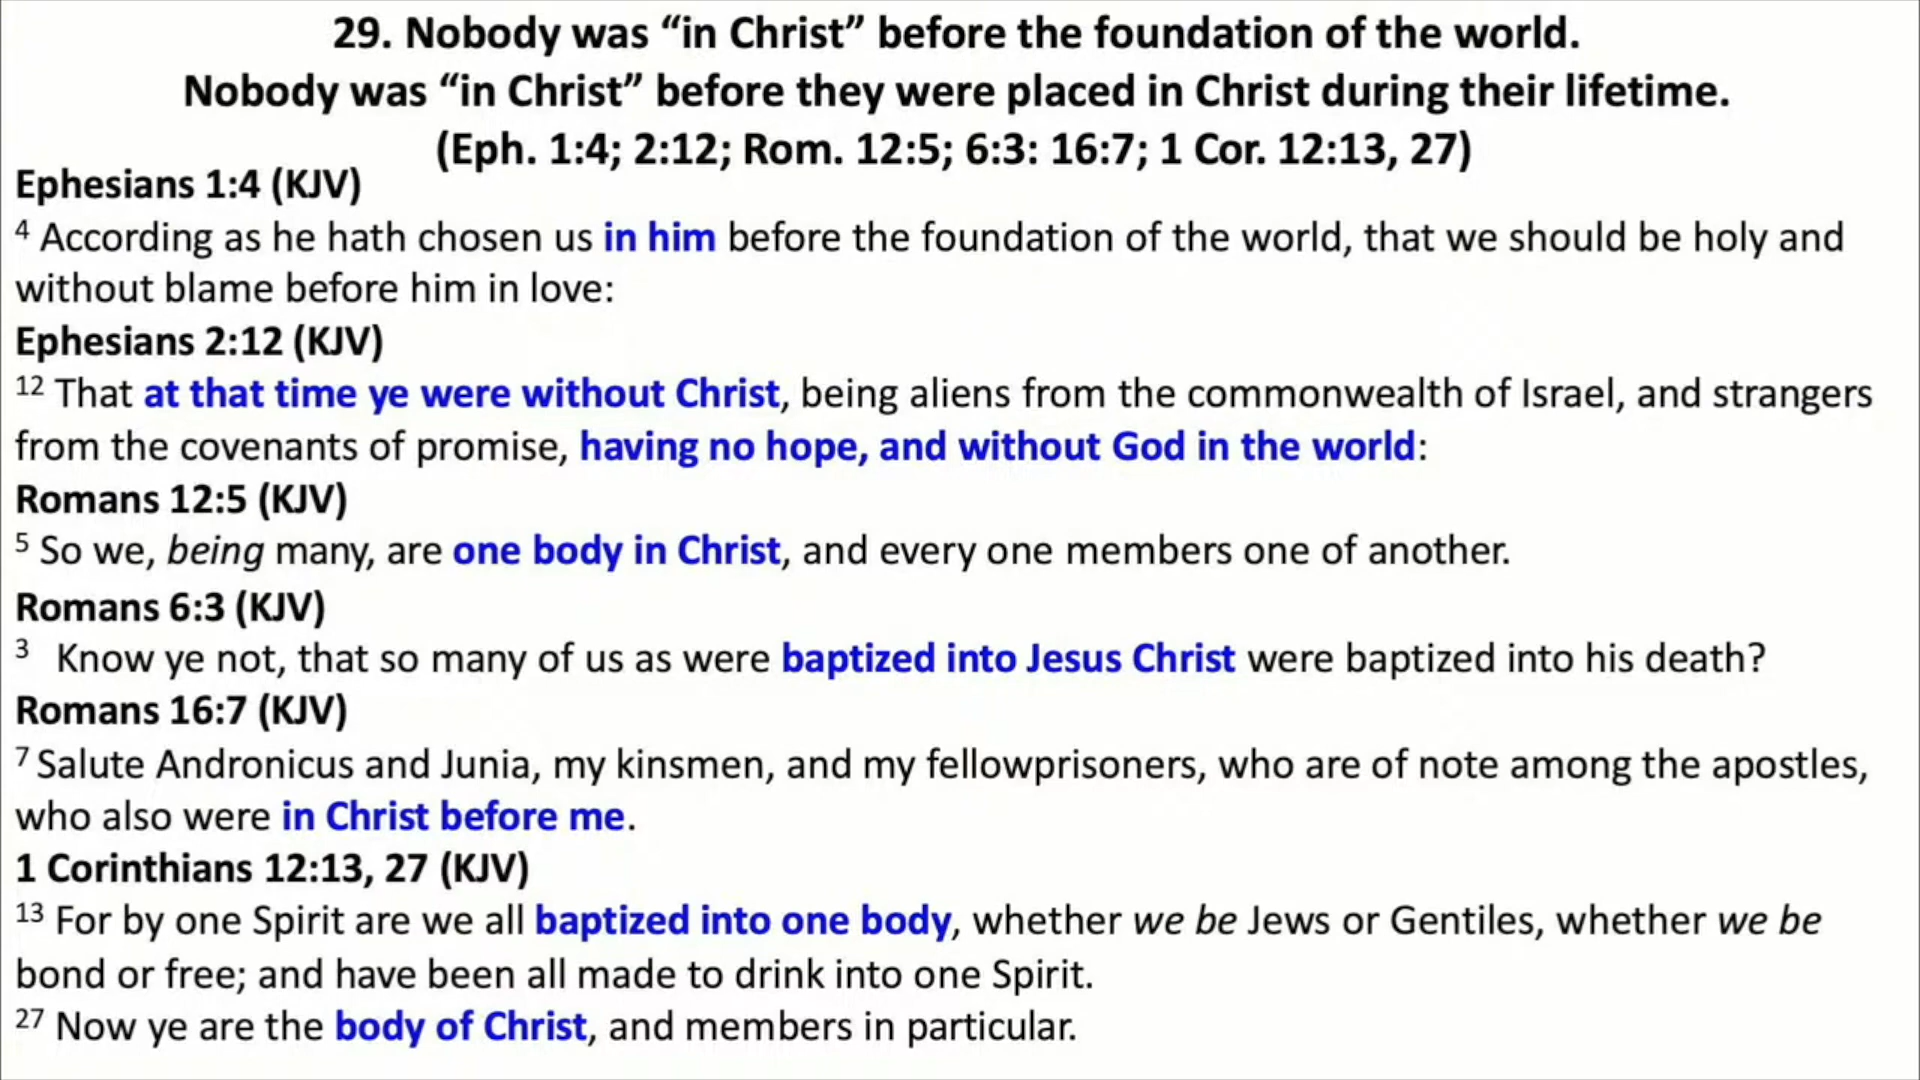 29. Nobody was “in Christ” before the foundation of the world.
Nobody was “in Christ” before they were placed in Christ during their lifetime.
(Eph. 1:4; 2:12; Rom. 12:5; 6:3: 16:7; 1 Cor. 12:13, 27)
Ephesians 1:4 (KJV)
4 According as he hath chosen us in him before the foundation of the world, that we should be holy and
without blame before him in love:
Ephesians 2:12 (KJV)
12 That at that time ye were without Christ, being aliens from the commonwealth of Israel, and strangers
from the covenants of promise, having no hope, and without God in the world:
Romans 12:5 (KJV)
5 So we, being many, are one body in Christ, and every one members one of another.
Romans 6:3 (KJV)
3 Know ye not, that so many of us as were baptized into Jesus Christ were baptized into his death?
Romans 16:7 (KJV)
7 Salute Andronicus and Junia, my kinsmen, and my fellowprisoners, who are of note among the apostles,
who also were in Christ before me.
1 Corinthians 12:13, 27 (KJV)
13 For by one Spirit are we all baptized into one body, whether we be Jews or Gentiles, whether we be
bond or free; and have been all made to drink into one Spirit.
27 Now ye are the body of Christ, and members in particular.